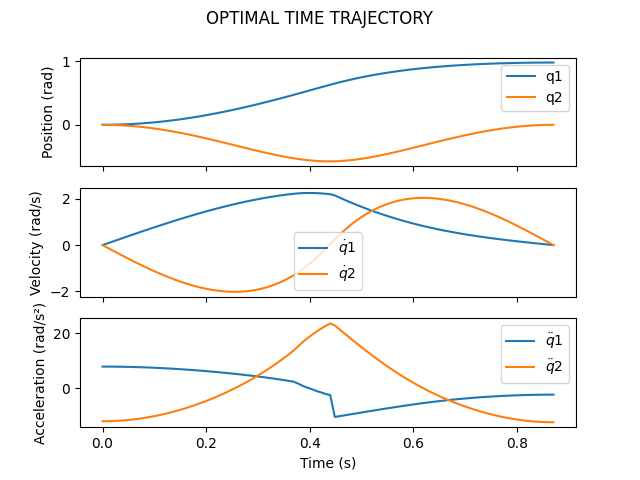 OPTIMAL TIME TRAJECTORY
Position (rad)
1
0
q1
q2
Velocity (rad/s)
2
0
−2
q̇1
q̇2
Acceleration (rad/s²)
20
0
q̈1
q̈2
0.0 0.2 0.4 0.6 0.8
Time (s)